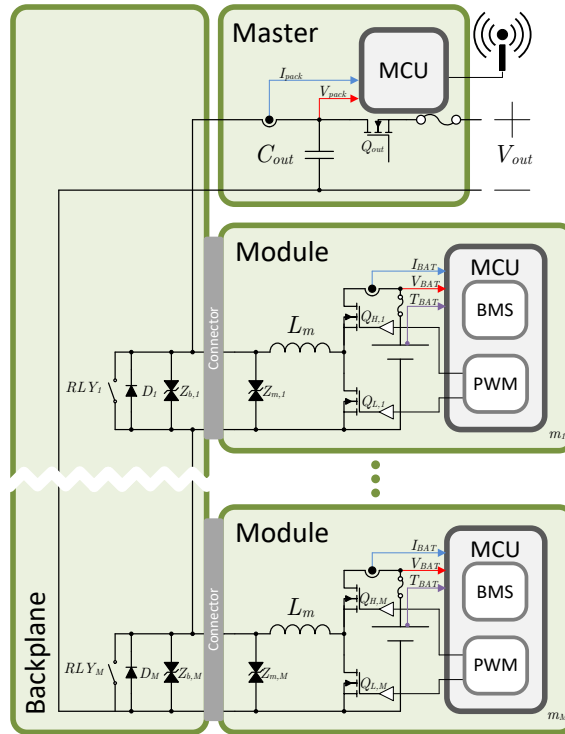 Master
MCU
I_pack
V_pack
C_out
Q_out
V_out
Module
MCU
I_BAT
V_BAT
T_BAT
BMS
Connector
Q_H,1
L_m
PWM
RLY_1
D_1
Z_b,1
Z_m,1
Q_L,1
m_1
Module
MCU
I_BAT
V_BAT
T_BAT
BMS
Connector
Q_H,M
L_m
PWM
RLY_M
D_M
Z_b,M
Z_m,M
Q_L,M
m_M
Backplane